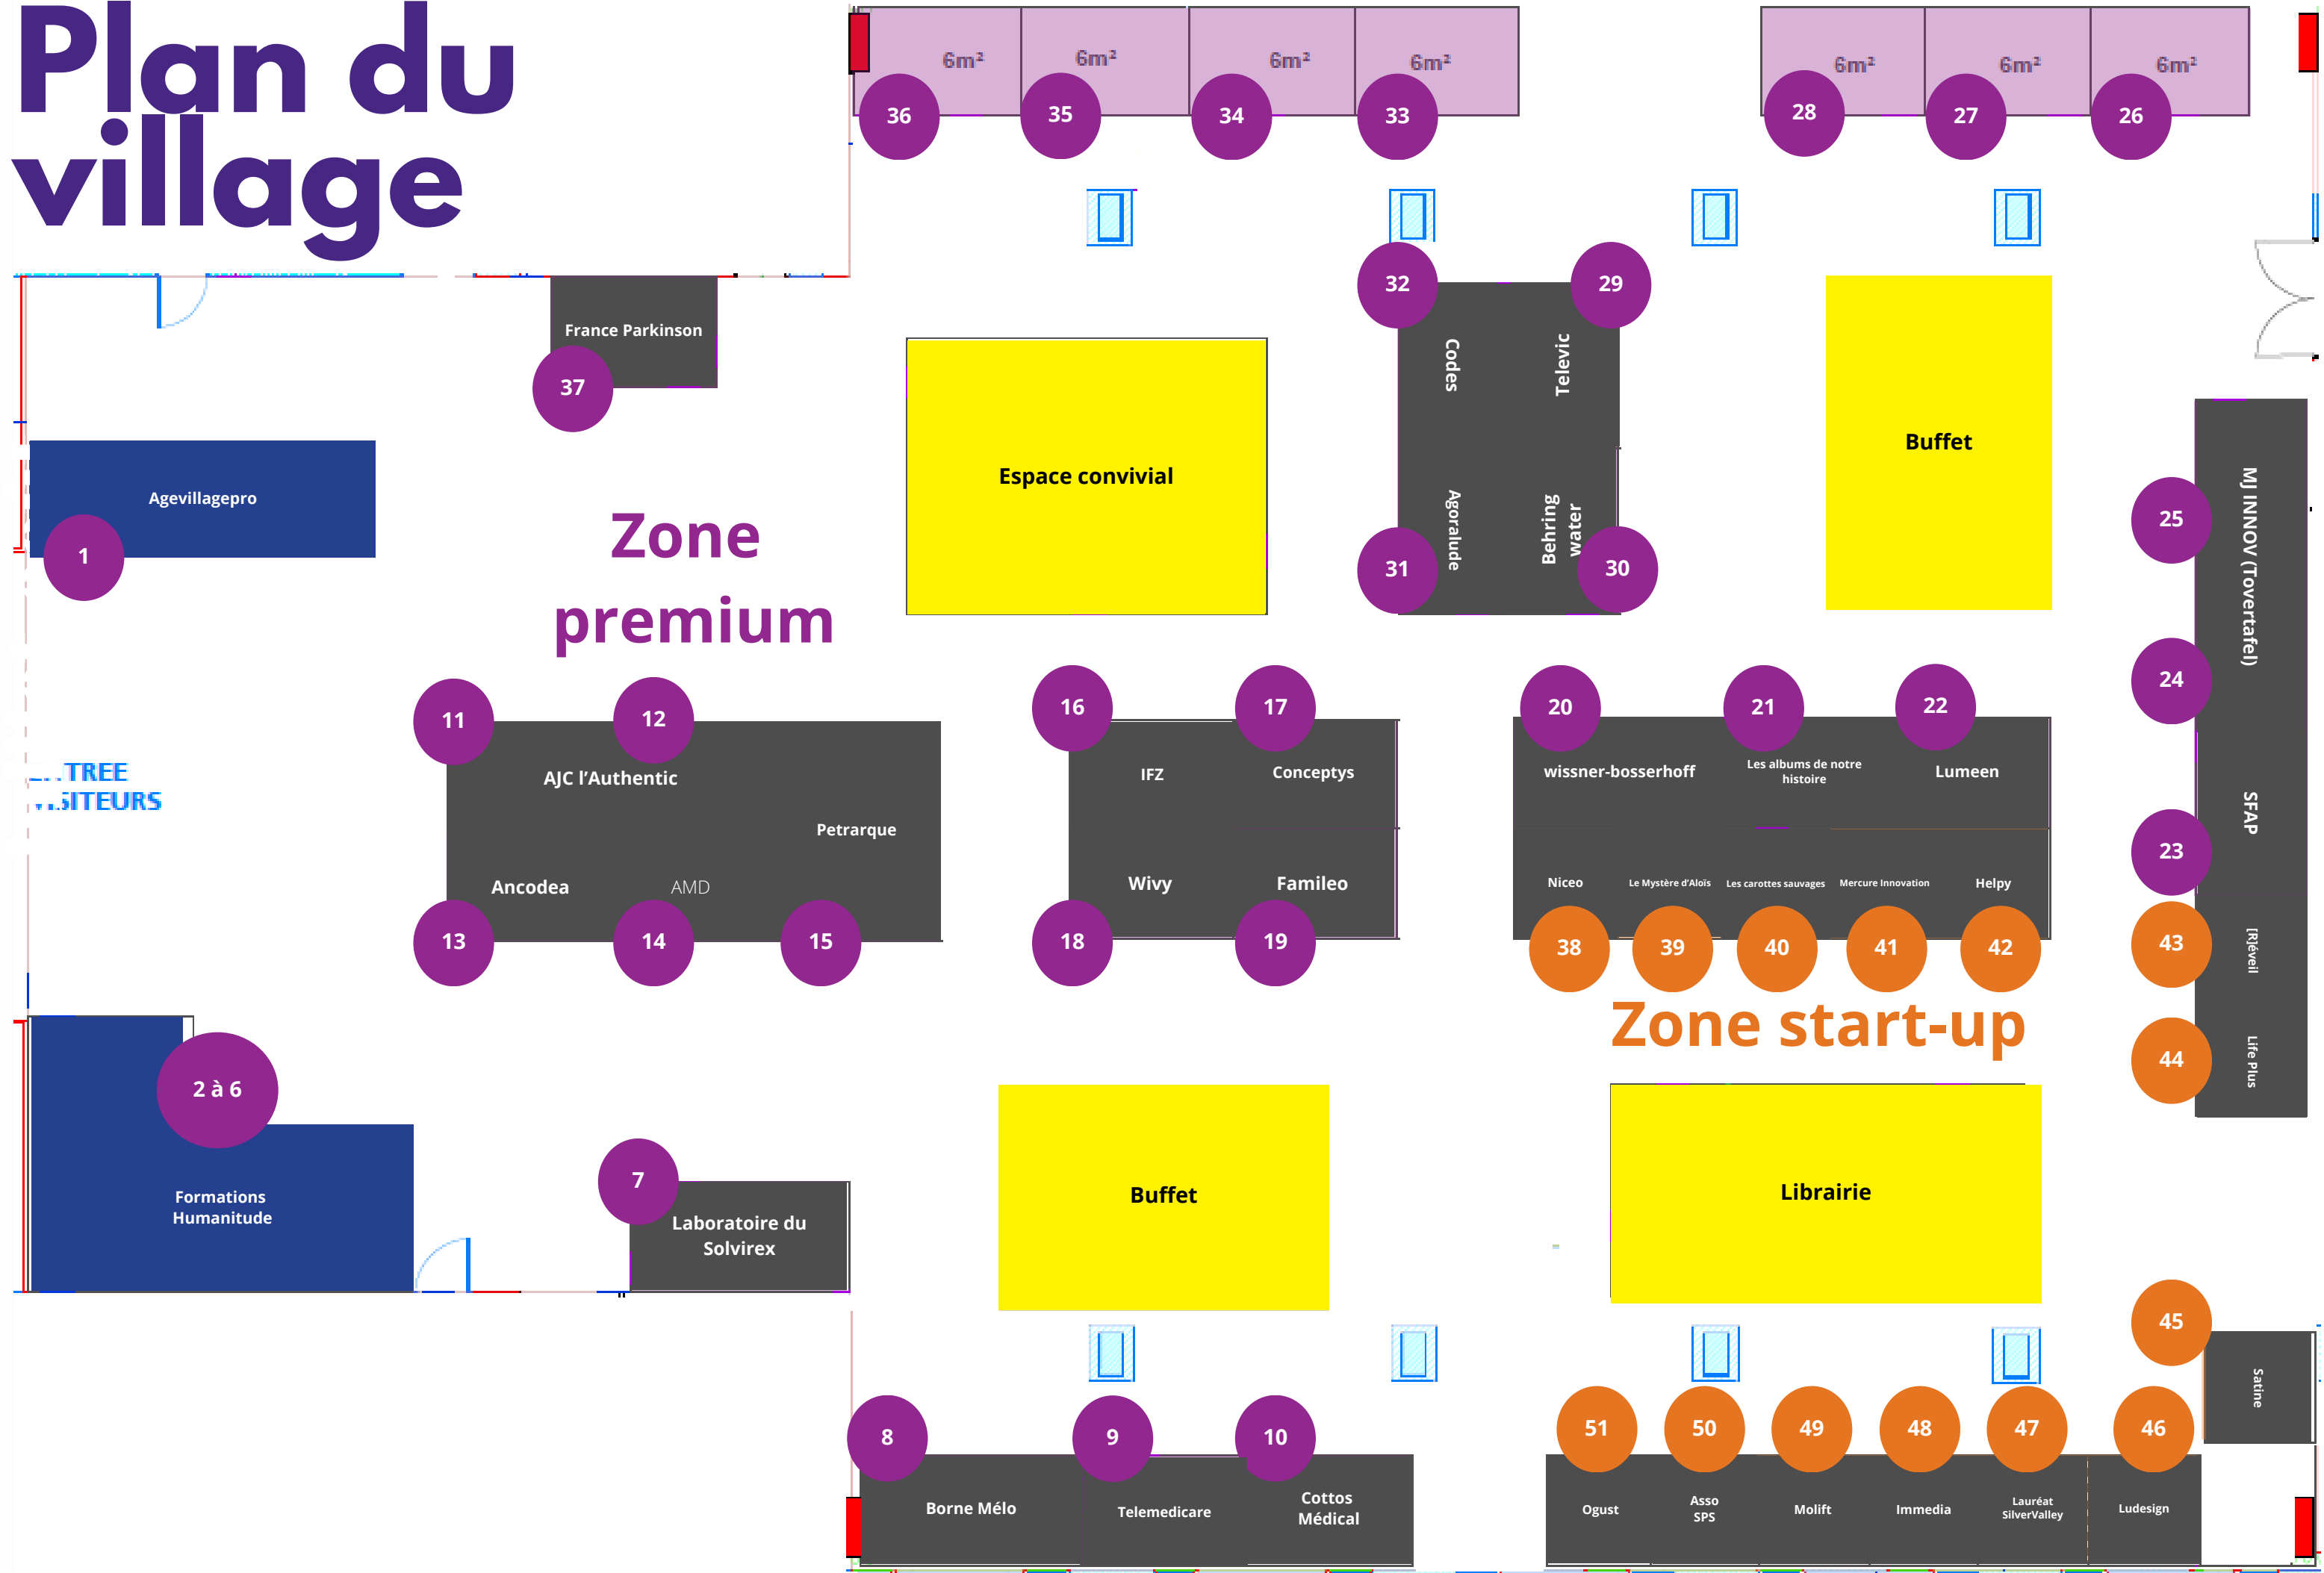 Plan du
village
6m²
6m²
6m²
6m²
6m²
6m²
6m²
36
35
34
33
28
27
26
32
29
France Parkinson
37
Codes
Televic
Buffet
Espace convivial
Agevillagepro
1
Agoralude
Behring
water
31
30
MJ INNOV (Tovertafel)
25
24
Zone
premium
11
12
16
17
20
21
22
AJC l’Authentic
IFZ
Conceptys
wissner-bosserhoff
Les albums de notre
histoire
Lumeen
SFAP
23
Petrarque
Ancodea
AMD
Wivy
Famileo
Niceo
Le Mystère d’Aloïs
Les carottes sauvages
Mercure Innovation
Helpy
13
14
15
18
19
38
39
40
41
42
43
[R]éveil
Zone start-up
44
Life Plus
2 à 6
Formations
Humanitude
7
Laboratoire du
Solvirex
Buffet
Librairie
45
Satine
8
9
10
51
50
49
48
47
46
Borne Mélo
Telemedicare
Cottos
Médical
Ogust
Asso
SPS
Molift
Immedia
Lauréat
SilverValley
Ludesign